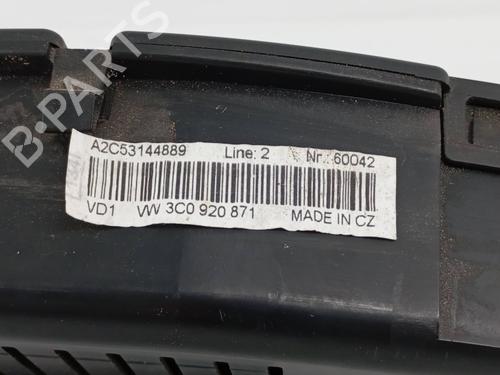 B-PARTS
A2C53144889 Line: 2 Nr.: 60042
VD1 VW 3C0 920 871 MADE IN CZ